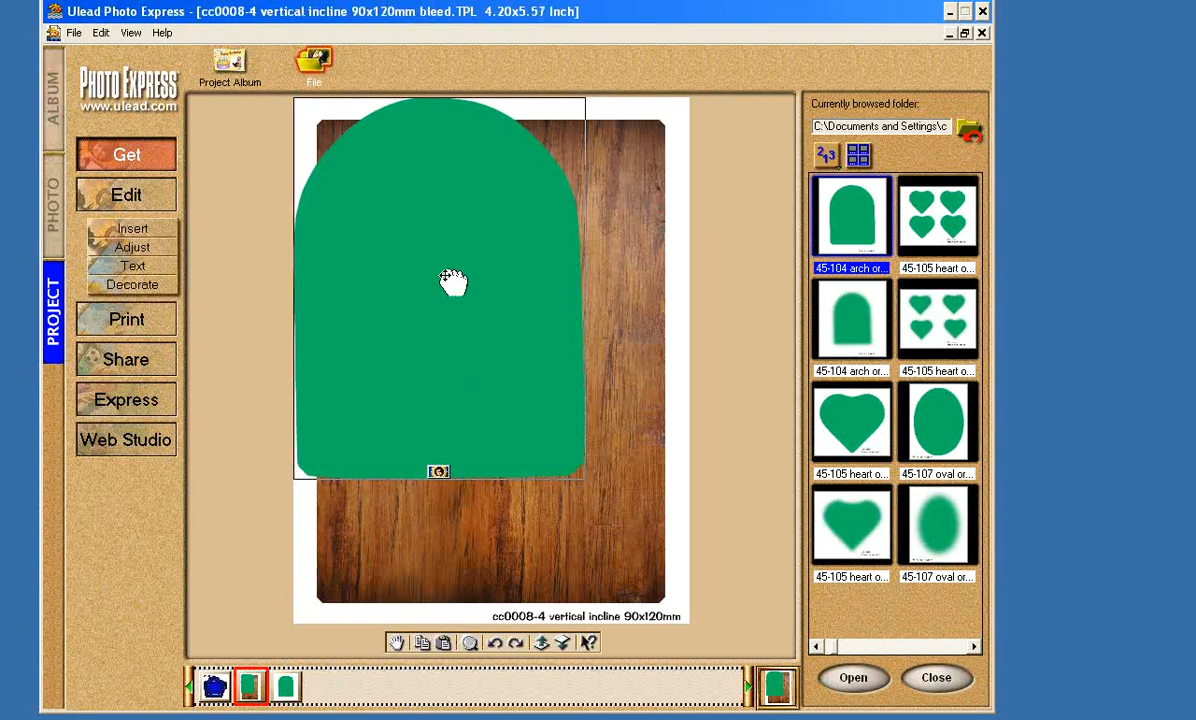 Ulead Photo Express - [cc0008-4 vertical incline 90x120mm bleed.TPL 4.20x5.57 Inch]
File Edit View Help
ALBUM
PHOTO
PROJECT
PHOTO EXPRESS
www.ulead.com
Project Album
File
Get
Edit
Insert
Adjust
Text
Decorate
Print
Share
Express
Web Studio
cc0008-4 vertical incline 90x120mm
Currently browsed folder:
C:\Documents and Settings\c
45-104 arch or...
45-105 heart o...
45-104 arch or...
45-105 heart o...
45-105 heart o...
45-107 oval or...
45-105 heart o...
45-107 oval or...
Open
Close